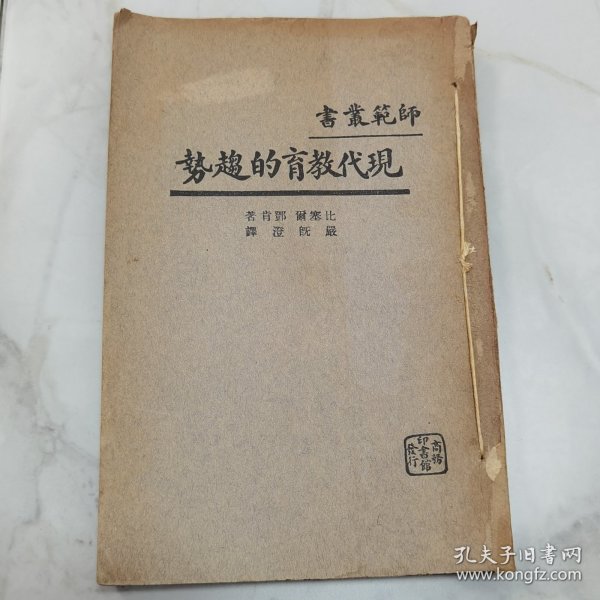 師範叢書
現代教育的趨勢
比塞爾 鄧肯著
嚴既澄譯
商務
印書館
發行
孔夫子旧书网
www.kongfz.com